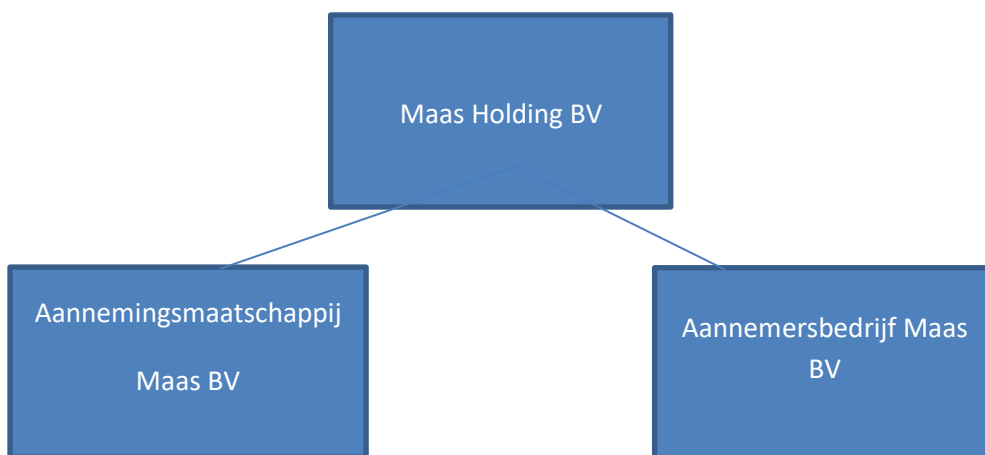 Maas Holding BV
Aannemingsmaatschappij
Maas BV
Aannemersbedrijf Maas
BV